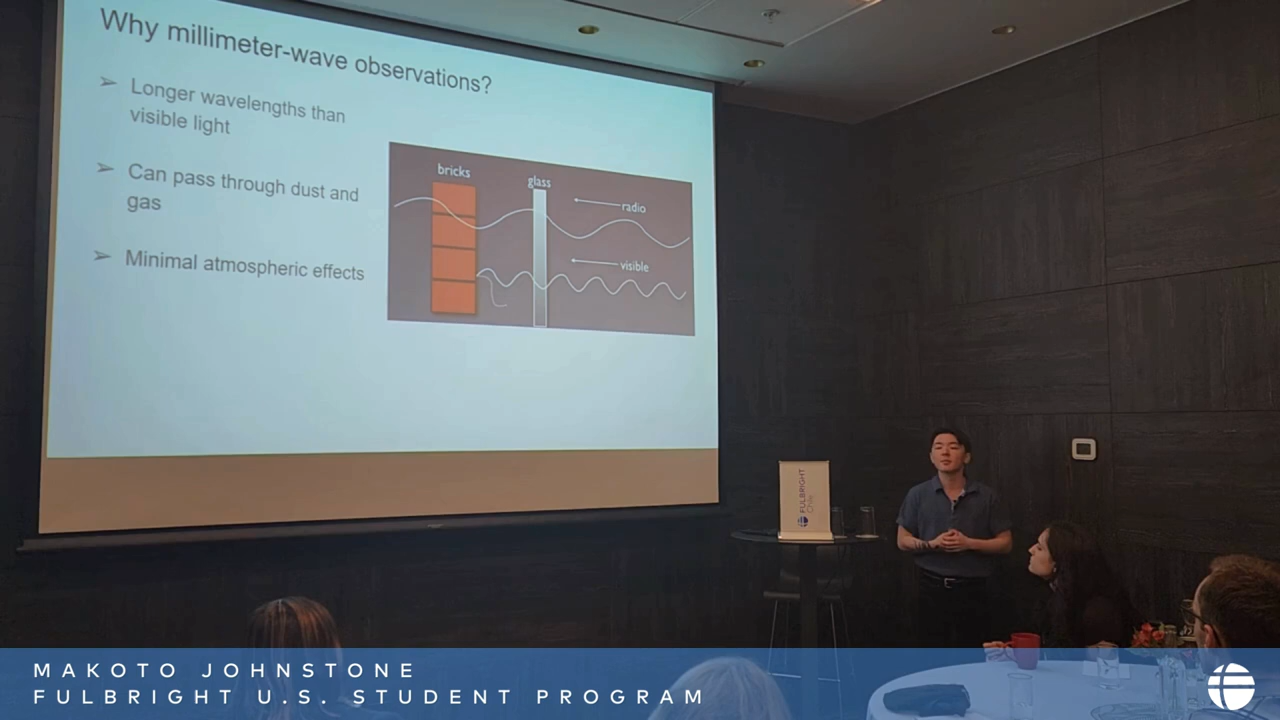 Why millimeter-wave observations?
➢ Longer wavelengths than
visible light
➢ Can pass through dust and
gas
➢ Minimal atmospheric effects
bricks
glass
radio
visible
FULBRIGHT
MAKOTO JOHNSTONE
FULBRIGHT U.S. STUDENT PROGRAM